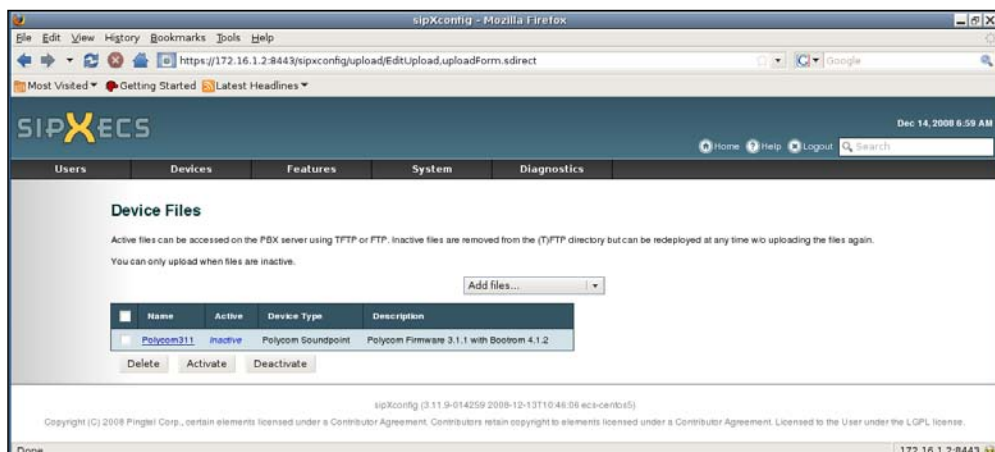 sipXconfig - Mozilla Firefox
File Edit View History Bookmarks Tools Help
https://172.16.1.2:8443/sipxconfig/upload/EditUpload,uploadForm.sdirect
Google
Most Visited Getting Started Latest Headlines
SIPXECS
Dec 14, 2008 6:59 AM
Home Help Logout Search
Users Devices Features System Diagnostics
Device Files
Active files can be accessed on the PBX server using TFTP or FTP. Inactive files are removed from the (T)FTP directory but can be redeployed at any time w/o uploading the files again.
You can only upload when files are inactive.
Add files...
Name Active Device Type Description
Polycom311 Inactive Polycom Soundpoint Polycom Firmware 3.1.1 with Bootrom 4.1.2
Delete Activate Deactivate
sipXconfig (3.11.9-014259 2008-12-13T10:46:06 ecs-centos5)
Copyright (C) 2008 Pingtel Corp., certain elements licensed under a Contributor Agreement. Contributors retain copyright to elements licensed under a Contributor Agreement. Licensed to the User under the LGPL license.
Done
172.16.1.2:8443